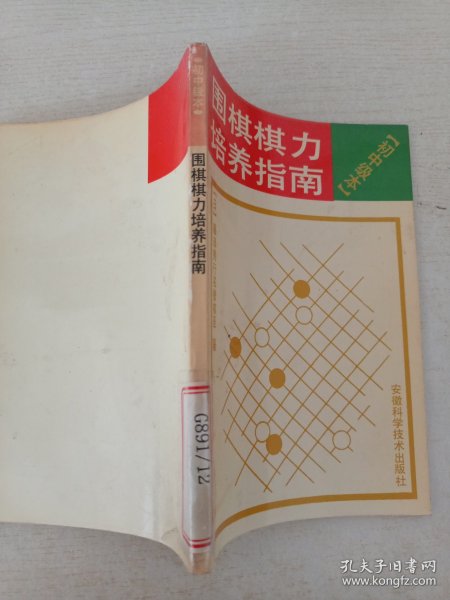 围棋棋力
培养指南
【初中级本】
安徽科学技术出版社
初中级本
围棋棋力培养指南
G891/12
孔夫子旧书网
www.kongfz.com